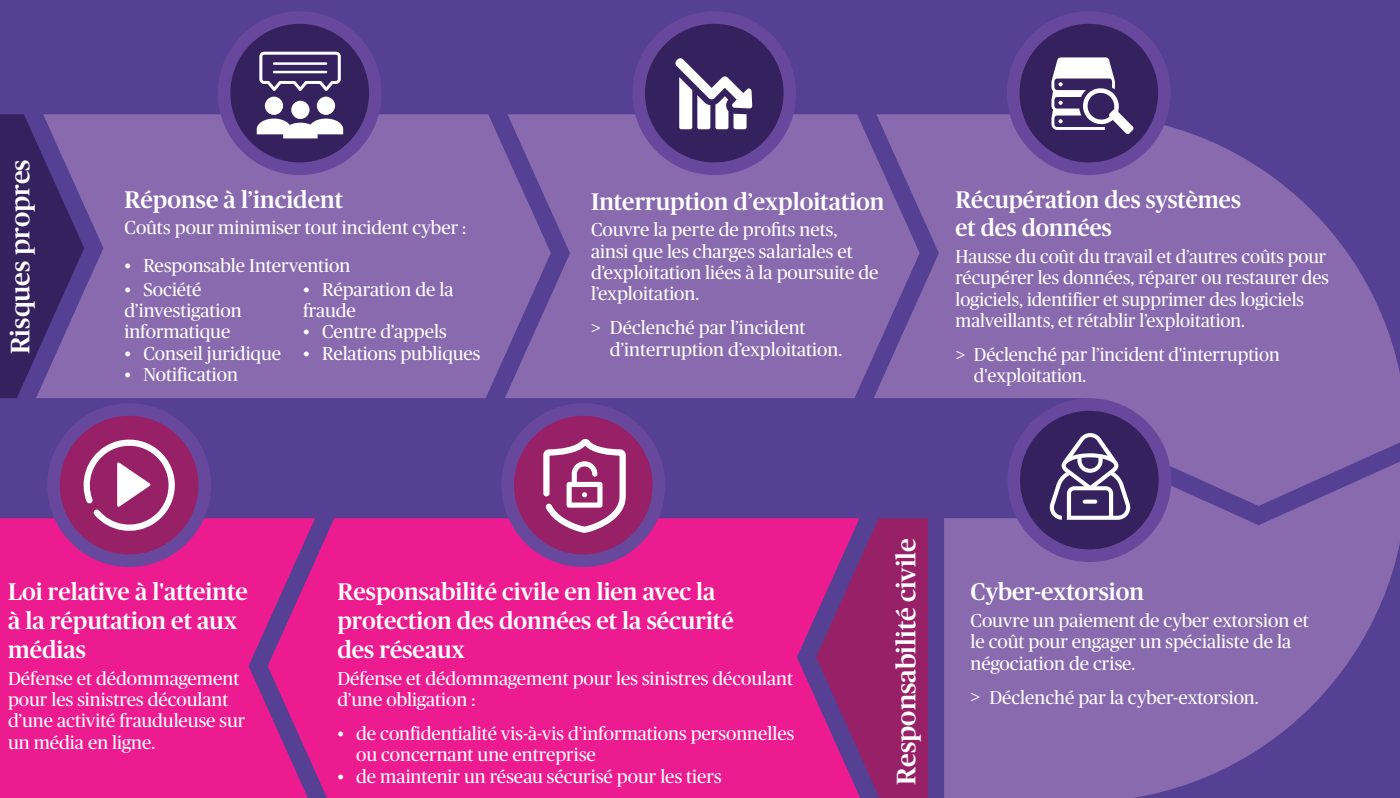 Risques propres
Réponse à l’incident
Coûts pour minimiser tout incident cyber :
• Responsable Intervention
• Société
d’investigation
informatique
• Conseil juridique
• Notification
• Réparation de la
fraude
• Centre d’appels
• Relations publiques
Interruption d’exploitation
Couvre la perte de profits nets,
ainsi que les charges salariales et
d’exploitation liées à la poursuite de
l’exploitation.
> Déclenché par l’incident
d’interruption d’exploitation.
Récupération des systèmes
et des données
Hausse du coût du travail et d’autres coûts pour
récupérer les données, réparer ou restaurer des
logiciels, identifier et supprimer des logiciels
malveillants, et rétablir l’exploitation.
> Déclenché par l’incident d'interruption
d'exploitation.
Cyber-extorsion
Couvre un paiement de cyber extorsion et
le coût pour engager un spécialiste de la
négociation de crise.
> Déclenché par la cyber-extorsion.
Responsabilité civile
Responsabilité civile en lien avec la
protection des données et la sécurité
des réseaux
Défense et dédommagement pour les sinistres découlant
d’une obligation :
• de confidentialité vis-à-vis d’informations personnelles
ou concernant une entreprise
• de maintenir un réseau sécurisé pour les tiers
Loi relative à l'atteinte
à la réputation et aux
médias
Défense et dédommagement
pour les sinistres découlant
d’une activité frauduleuse sur
un média en ligne.